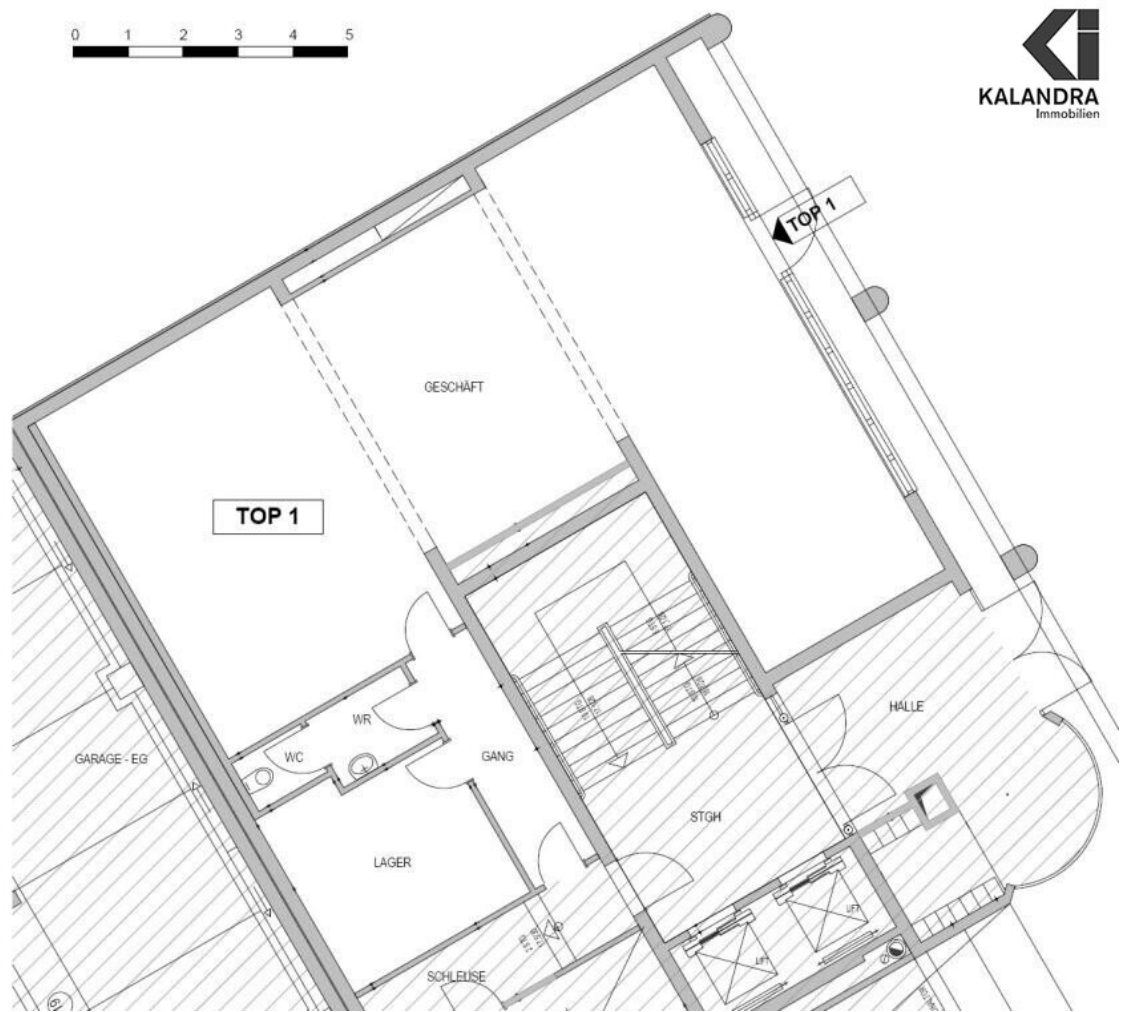 0 1 2 3 4 5
KALANDRA
Immobilien
TOP 1
GESCHÄFT
TOP 1
WR
WC
GANG
HALLE
GARAGE - EG
STGH
LAGER
LIFT
LIFT
SCHLEUSE